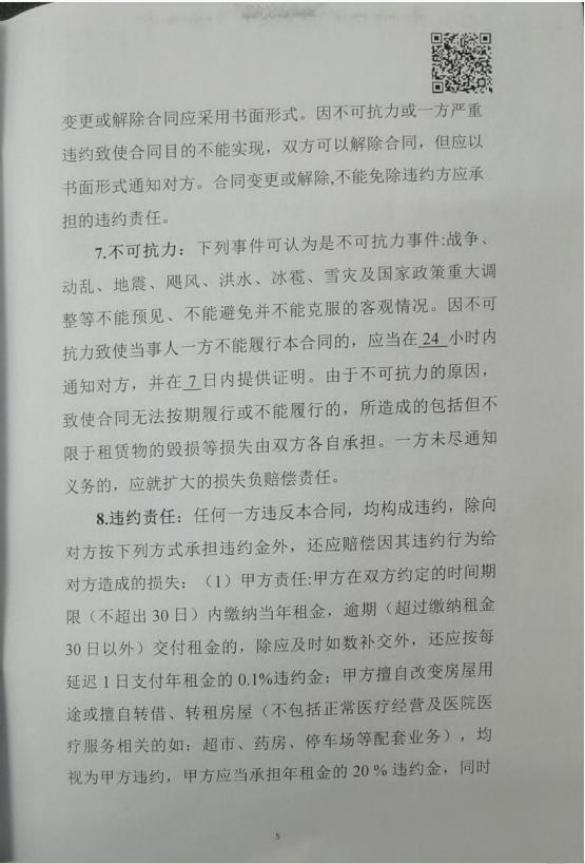 变更或解除合同应采用书面形式。因不可抗力或一方严重
违约致使合同目的不能实现，双方可以解除合同，但应以
书面形式通知对方。合同变更或解除,不能免除违约方应承
担的违约责任。
7.不可抗力：下列事件可认为是不可抗力事件:战争、
动乱、地震、飓风、洪水、冰雹、雪灾及国家政策重大调
整等不能预见、不能避免并不能克服的客观情况。因不可
抗力致使当事人一方不能履行本合同的，应当在 24 小时内
通知对方，并在 7 日内提供证明。由于不可抗力的原因，
致使合同无法按期履行或不能履行的，所造成的包括但不
限于租赁物的毁损等损失由双方各自承担。一方未尽通知
义务的，应就扩大的损失负赔偿责任。
8.违约责任：任何一方违反本合同，均构成违约，除向
对方按下列方式承担违约金外，还应赔偿因其违约行为给
对方造成的损失：（1）甲方责任:甲方在双方约定的时间期
限（不超出 30 日）内缴纳当年租金，逾期（超过缴纳租金
30 日以外）交付租金的，除应及时如数补交外，还应按每
延迟 1 日支付年租金的 0.1%违约金；甲方擅自改变房屋用
途或擅自转借、转租房屋（不包括正常医疗经营及医院医
疗服务相关的如：超市、药房、停车场等配套业务），均
视为甲方违约，甲方应当承担年租金的 20 % 违约金，同时
5